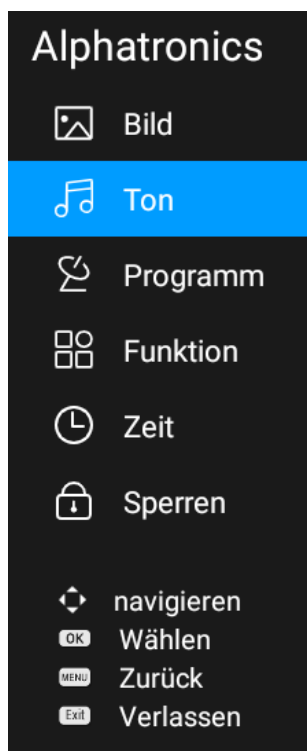 Alphatronics
Bild
Ton
Programm
Funktion
Zeit
Sperren
navigieren
OK Wählen
MENU Zurück
Exit Verlassen